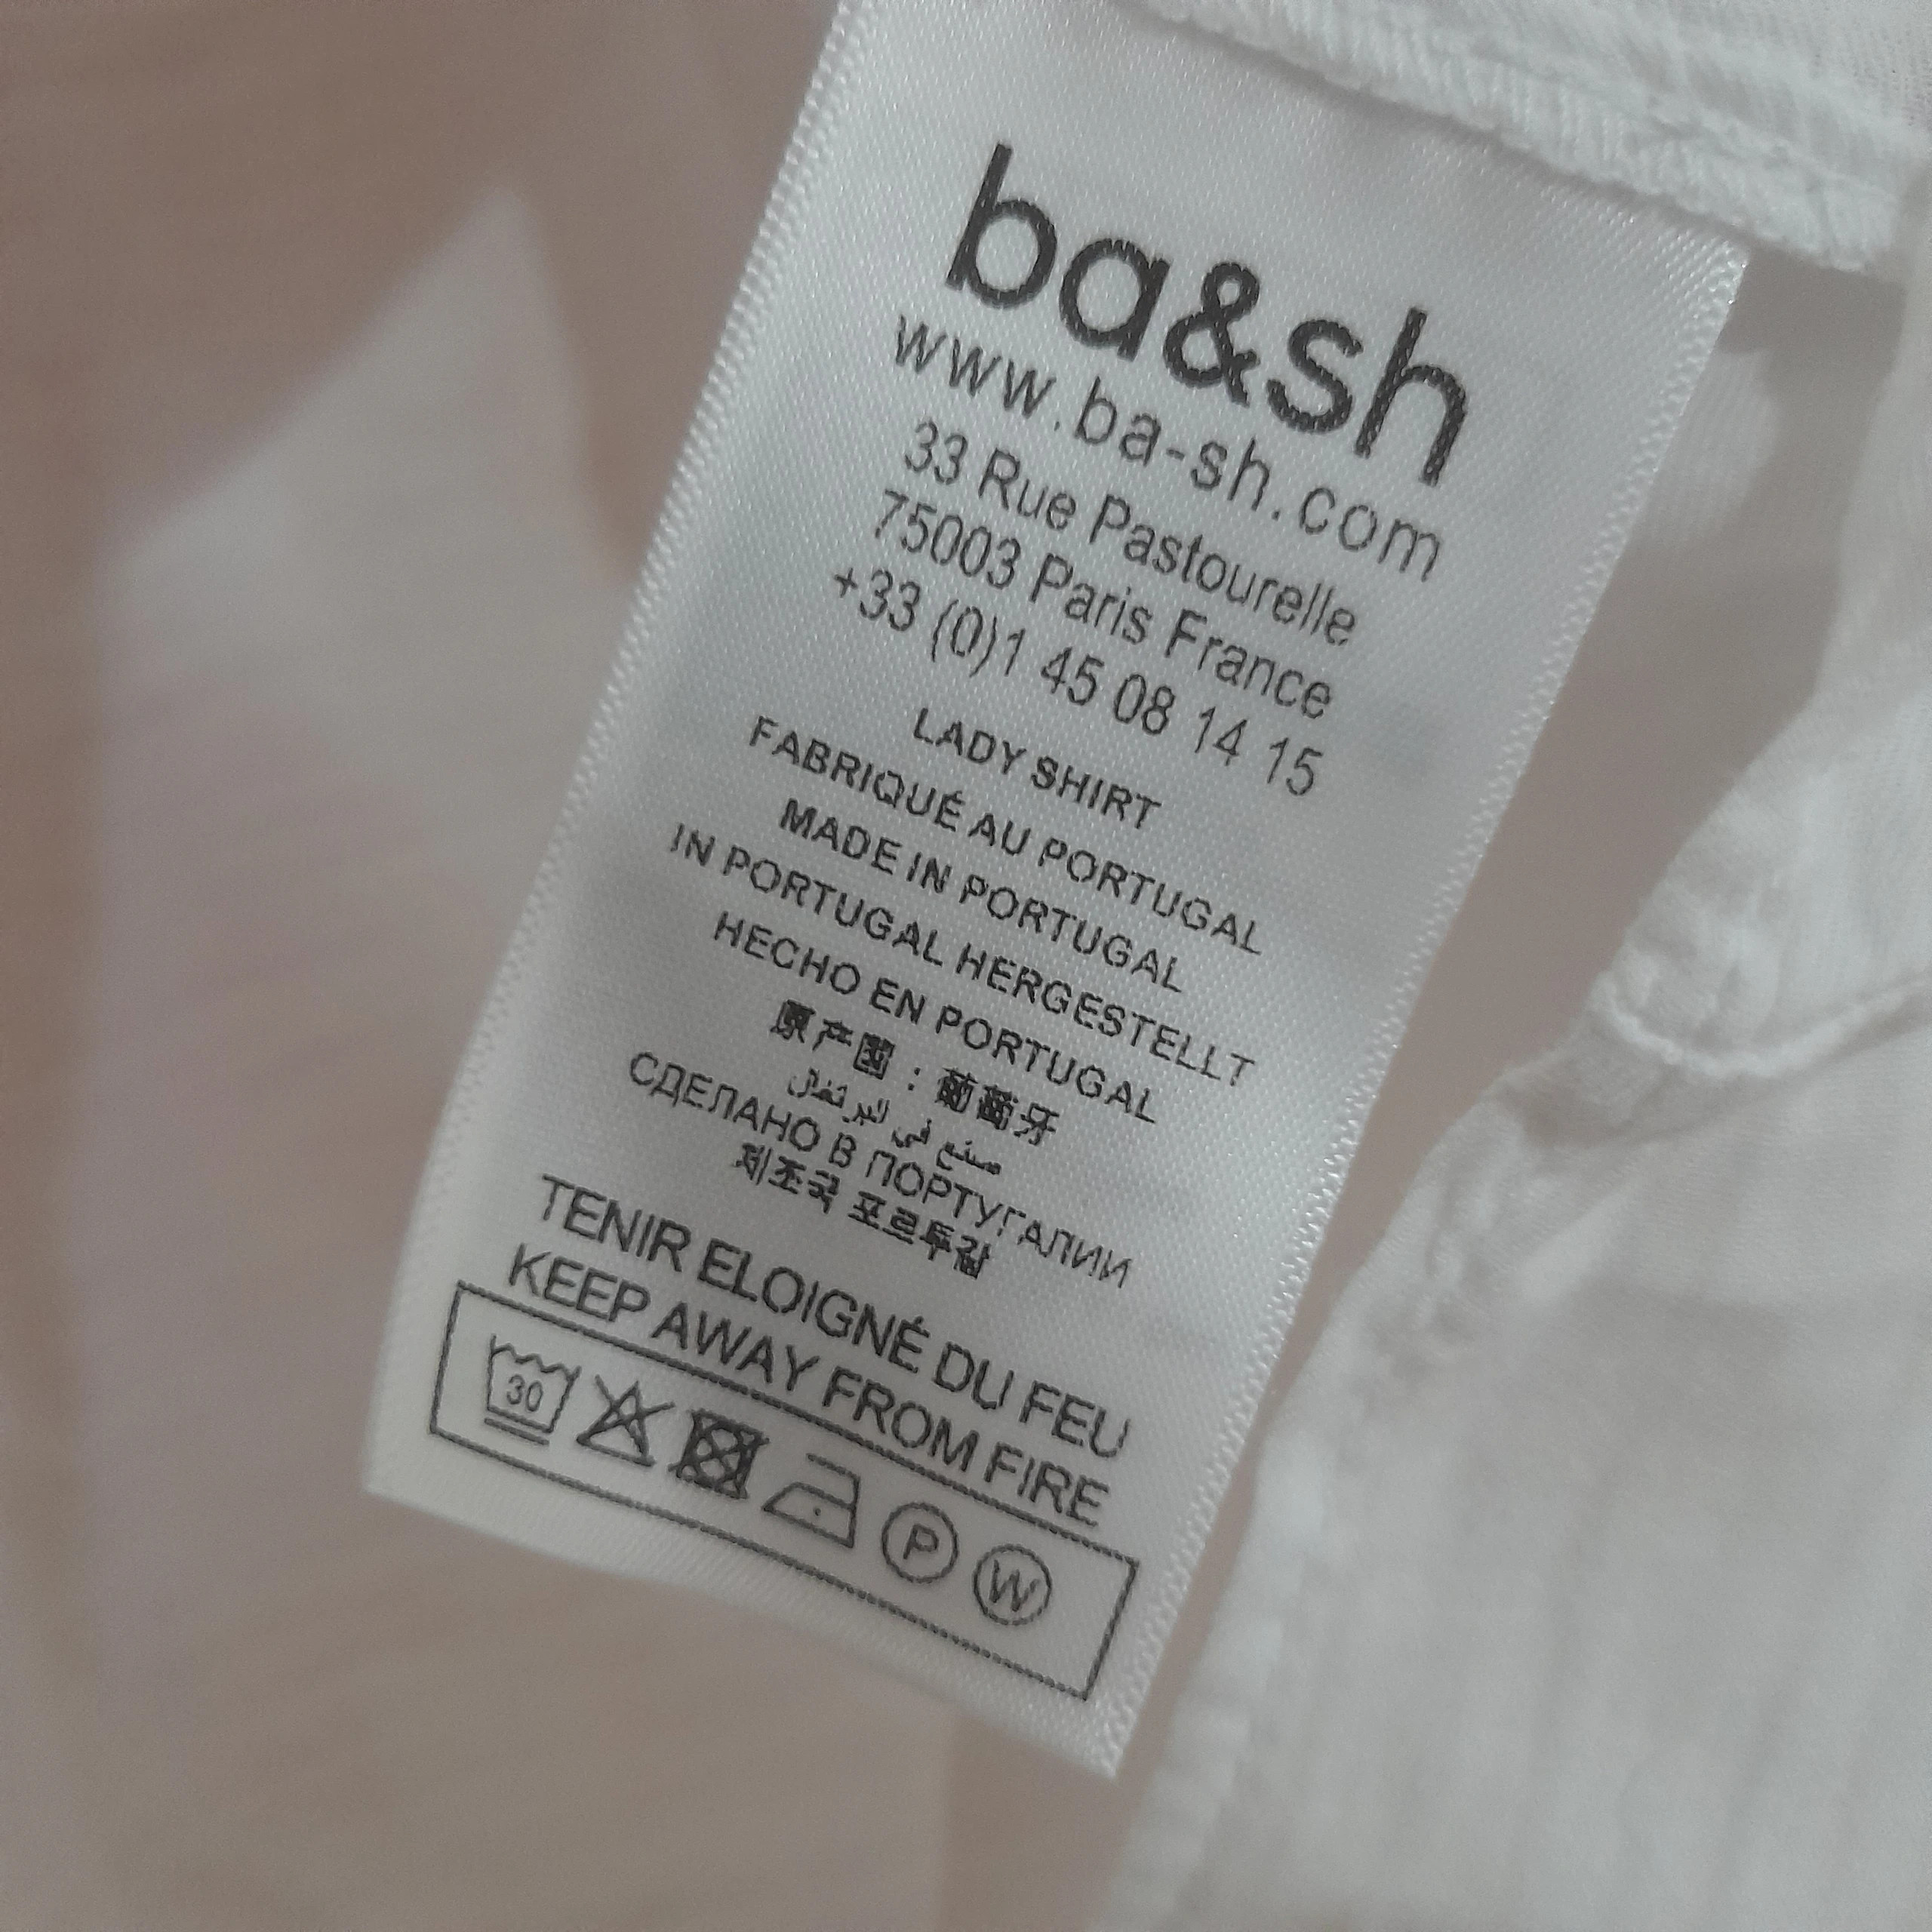 ba&sh
www.ba-sh.com
33 Rue Pastourelle
75003 Paris France
+33 (0)1 45 08 14 15
LADY SHIRT
FABRIQUÉ AU PORTUGAL
MADE IN PORTUGAL
IN PORTUGAL HERGESTELLT
HECHO EN PORTUGAL
原产国：葡萄牙
صنع في البرتغال
СДЕЛАНО В ПОРТУГАЛИИ
제조국 포르투갈
TENIR ELOIGNÉ DU FEU
KEEP AWAY FROM FIRE
30 P W